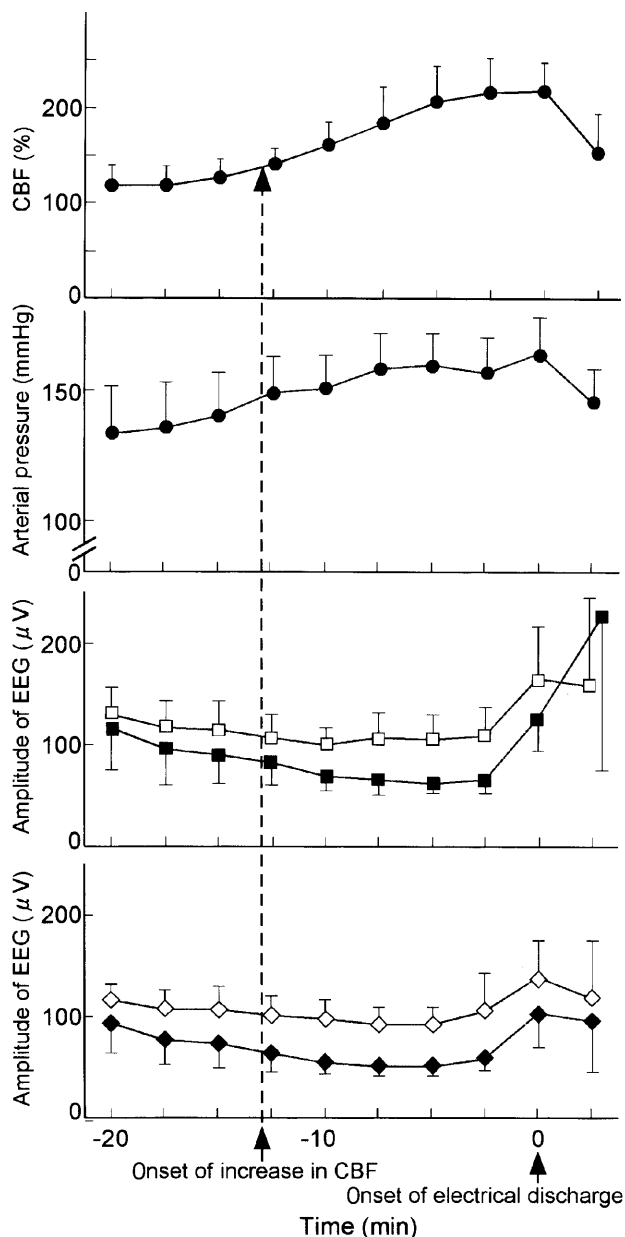 CBF (%)
200
100
0
Arterial pressure (mmHg)
150
100
0
Amplitude of EEG (μV)
200
100
0
Amplitude of EEG (μV)
200
100
0
-20
-10
0
Onset of increase in CBF
Onset of electrical discharge
Time (min)